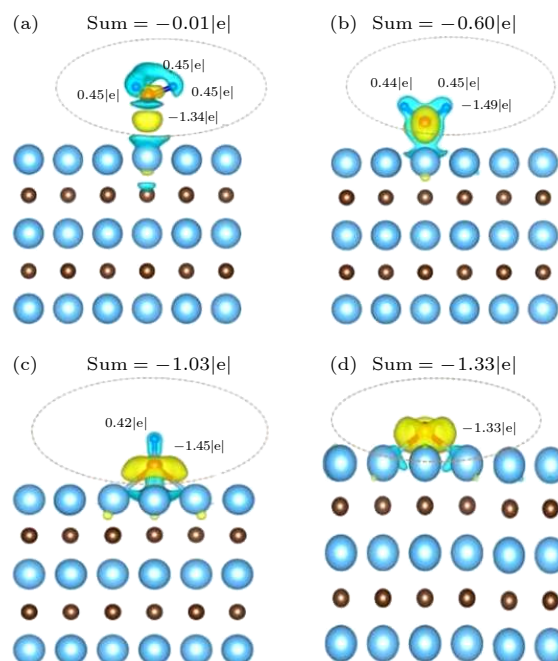 (a) Sum = −0.01|e|
0.45|e|
0.45|e| 0.45|e|
−1.34|e|
(b) Sum = −0.60|e|
0.44|e| 0.45|e|
−1.49|e|
(c) Sum = −1.03|e|
0.42|e|
−1.45|e|
(d) Sum = −1.33|e|
−1.33|e|